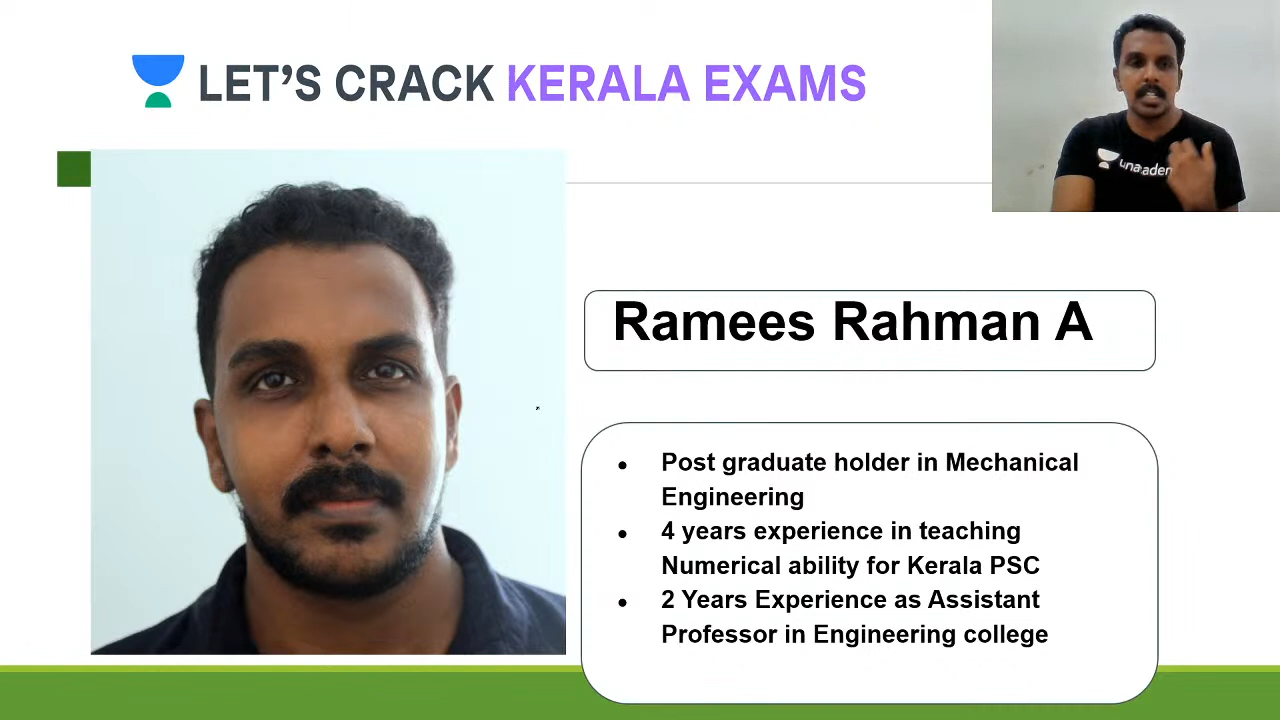 LET'S CRACK KERALA EXAMS
Ramees Rahman A
Post graduate holder in Mechanical
Engineering
4 years experience in teaching
Numerical ability for Kerala PSC
2 Years Experience as Assistant
Professor in Engineering college